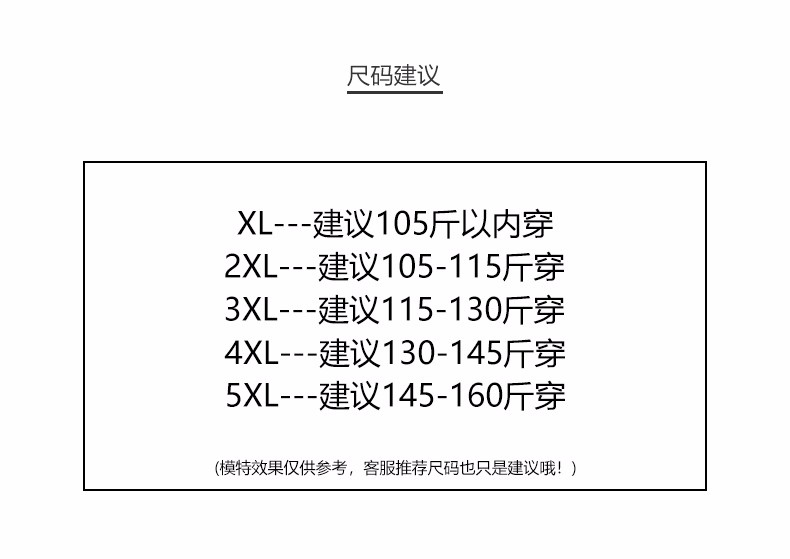 尺码建议
XL---建议105斤以内穿
2XL---建议105-115斤穿
3XL---建议115-130斤穿
4XL---建议130-145斤穿
5XL---建议145-160斤穿
(模特效果仅供参考，客服推荐尺码也只是建议哦！)